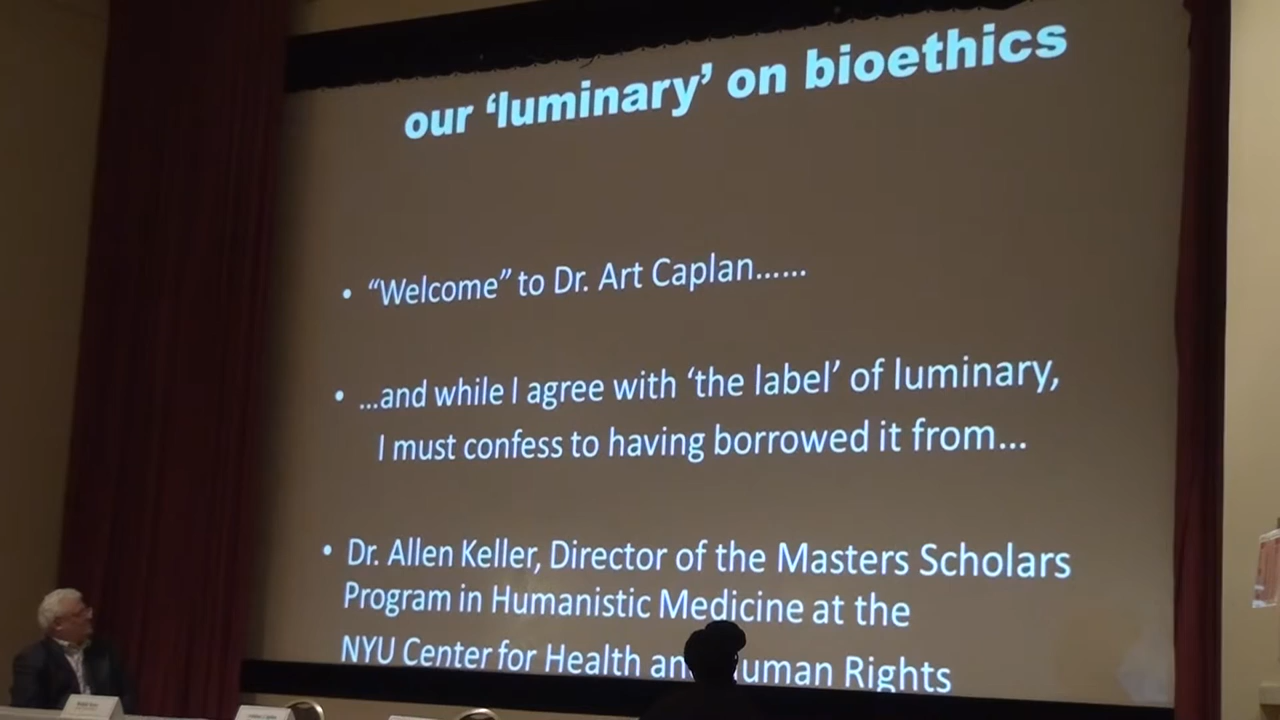 our ‘luminary’ on bioethics
• “Welcome” to Dr. Art Caplan......
• ...and while I agree with ‘the label’ of luminary,
I must confess to having borrowed it from...
• Dr. Allen Keller, Director of the Masters Scholars
Program in Humanistic Medicine at the
NYU Center for Health an uman Rights